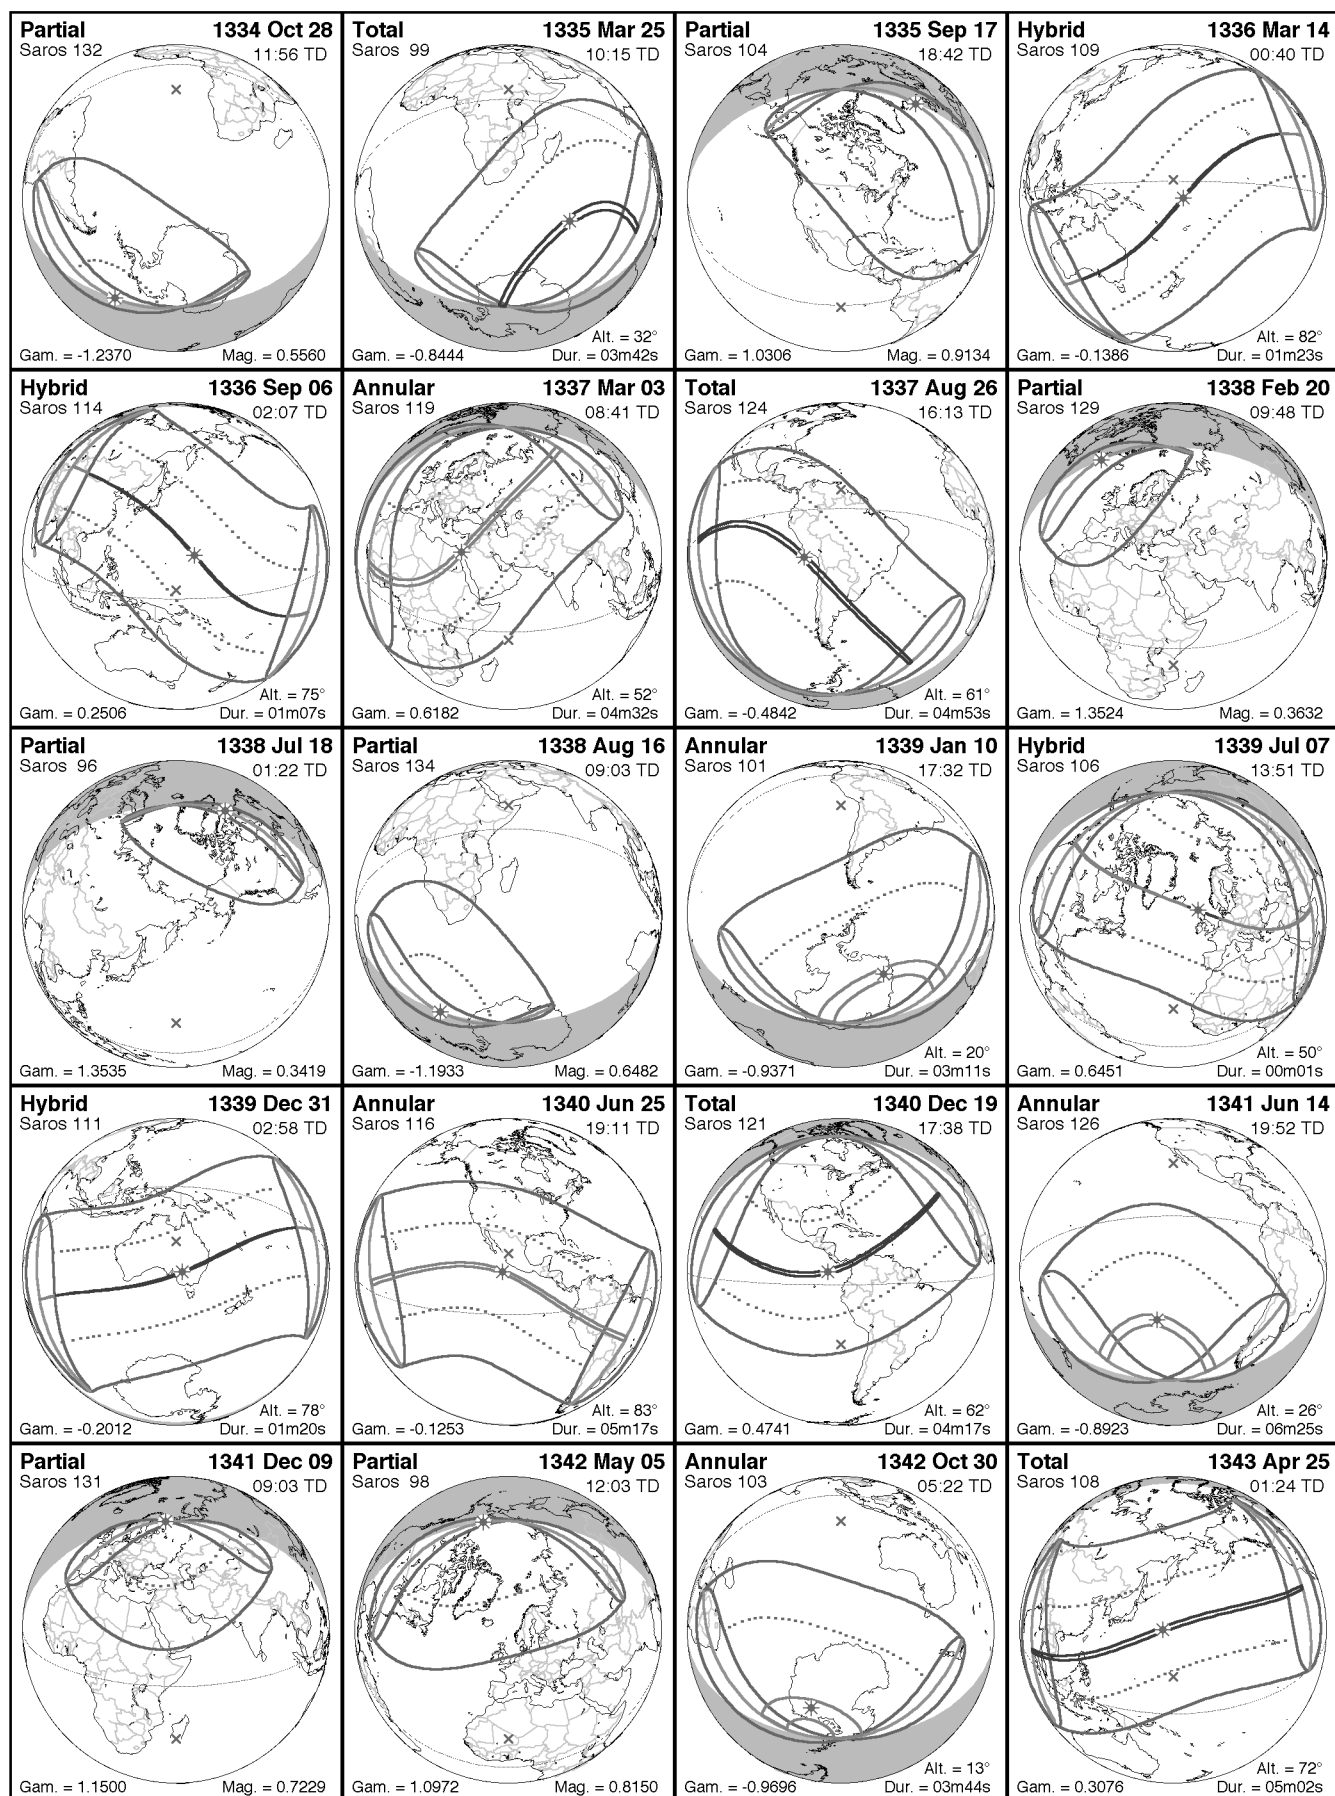 Partial 1334 Oct 28
Saros 132 11:56 TD
Gam. = -1.2370 Mag. = 0.5560
Total 1335 Mar 25
Saros 99 10:15 TD
Alt. = 32°
Gam. = -0.8444 Dur. = 03m42s
Partial 1335 Sep 17
Saros 104 18:42 TD
Gam. = 1.0306 Mag. = 0.9134
Hybrid 1336 Mar 14
Saros 109 00:40 TD
Alt. = 82°
Gam. = -0.1386 Dur. = 01m23s
Hybrid 1336 Sep 06
Saros 114 02:07 TD
Alt. = 75°
Gam. = 0.2506 Dur. = 01m07s
Annular 1337 Mar 03
Saros 119 08:41 TD
Alt. = 52°
Gam. = 0.6182 Dur. = 04m32s
Total 1337 Aug 26
Saros 124 16:13 TD
Alt. = 61°
Gam. = -0.4842 Dur. = 04m53s
Partial 1338 Feb 20
Saros 129 09:48 TD
Gam. = 1.3524 Mag. = 0.3632
Partial 1338 Jul 18
Saros 96 01:22 TD
Gam. = 1.3535 Mag. = 0.3419
Partial 1338 Aug 16
Saros 134 09:03 TD
Gam. = -1.1933 Mag. = 0.6482
Annular 1339 Jan 10
Saros 101 17:32 TD
Alt. = 20°
Gam. = -0.9371 Dur. = 03m11s
Hybrid 1339 Jul 07
Saros 106 13:51 TD
Alt. = 50°
Gam. = 0.6451 Dur. = 00m01s
Hybrid 1339 Dec 31
Saros 111 02:58 TD
Alt. = 78°
Gam. = -0.2012 Dur. = 01m20s
Annular 1340 Jun 25
Saros 116 19:11 TD
Alt. = 83°
Gam. = -0.1253 Dur. = 05m17s
Total 1340 Dec 19
Saros 121 17:38 TD
Alt. = 62°
Gam. = 0.4741 Dur. = 04m17s
Annular 1341 Jun 14
Saros 126 19:52 TD
Alt. = 26°
Gam. = -0.8923 Dur. = 06m25s
Partial 1341 Dec 09
Saros 131 09:03 TD
Gam. = 1.1500 Mag. = 0.7229
Partial 1342 May 05
Saros 98 12:03 TD
Gam. = 1.0972 Mag. = 0.8150
Annular 1342 Oct 30
Saros 103 05:22 TD
Alt. = 13°
Gam. = -0.9696 Dur. = 03m44s
Total 1343 Apr 25
Saros 108 01:24 TD
Alt. = 72°
Gam. = 0.3076 Dur. = 05m02s